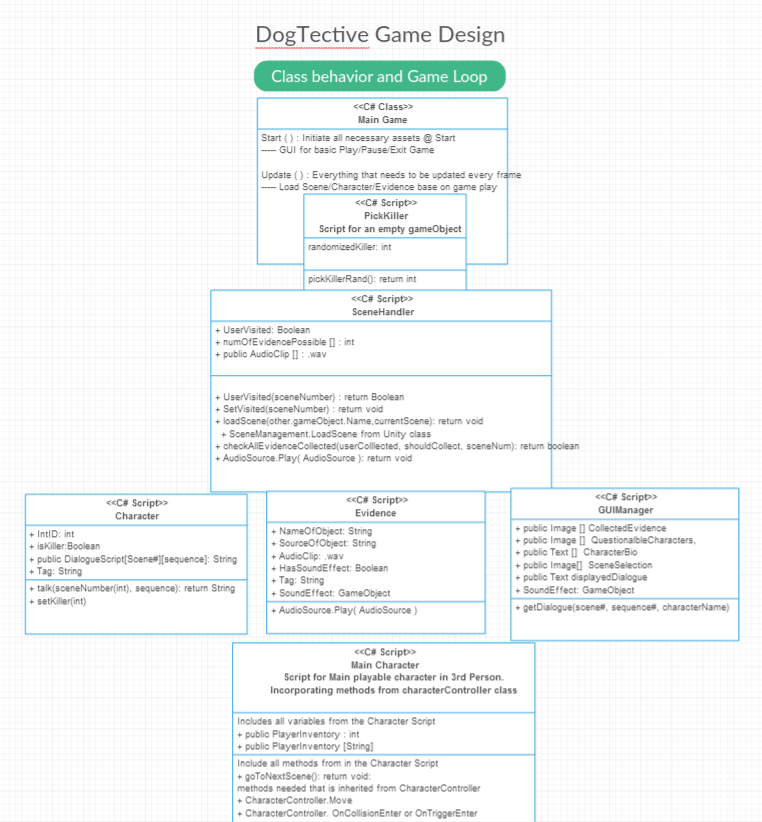 DogTective Game Design
Class behavior and Game Loop
<<C# Class>>
Main Game
Start ( ) : Initiate all necessary assets @ Start
----- GUI for basic Play/Pause/Exit Game
Update ( ) : Everything that needs to be updated every frame
----- Load Scene/Character/Evidence base on game play
<<C# Script>>
PickKiller
Script for an empty gameObject
randomizedKiller: int
pickKillerRand(): return int
<<C# Script>>
SceneHandler
+ UserVisited: Boolean
+ numOfEvidencePossible [] : int
+ public AudioClip [] : .wav
+ UserVisited(sceneNumber) : return Boolean
+ SetVisited(sceneNumber) : return void
+ loadScene(other.gameObject.Name,currentScene): return void
+ SceneManagement.LoadScene from Unity class
+ checkAllEvidenceCollected(userColllected, shouldCollect, sceneNum): return boolean
+ AudioSource.Play( AudioSource ): return void
<<C# Script>>
Character
+ IntID: int
+ isKiller:Boolean
+ public DialogueScript[Scene#][sequence]: String
+ Tag: String
+ talk(sceneNumber(int), sequence): return String
+ setKiller(int)
<<C# Script>>
Evidence
+ NameOfObject: String
+ SourceOfObject: String
+ AudioClip: .wav
+ HasSoundEffect: Boolean
+ Tag: String
+ SoundEffect: GameObject
+ AudioSource.Play( AudioSource )
<<C# Script>>
GUIManager
+ public Image [] CollectedEvidence
+ public Image [] QuestionalbleCharacters,
+ public Text [] CharacterBio
+ public Image[] SceneSelection
+ public Text displayedDialogue
+ SoundEffect: GameObject
+ getDialogue(scene#, sequence#, characterName)
<<C# Script>>
Main Character
Script for Main playable character in 3rd Person.
Incorporating methods from characterController class
Includes all variables from the Character Script
+ public PlayerInventory : int
+ public PlayerInventory [String]
Include all methods from in the Character Script
+ goToNextScene(): return void:
methods needed that is inherited from CharacterController
+ CharacterController.Move
+ CharacterController. OnCollisionEnter or OnTriggerEnter